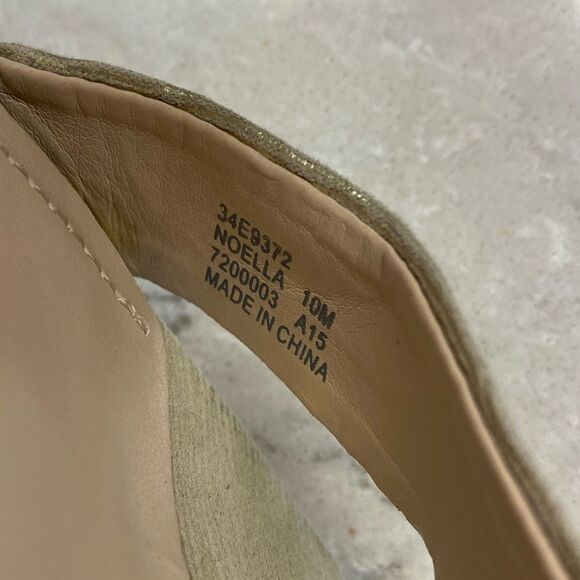 34E9372
NOELLA 10M
7200003 A15
MADE IN CHINA